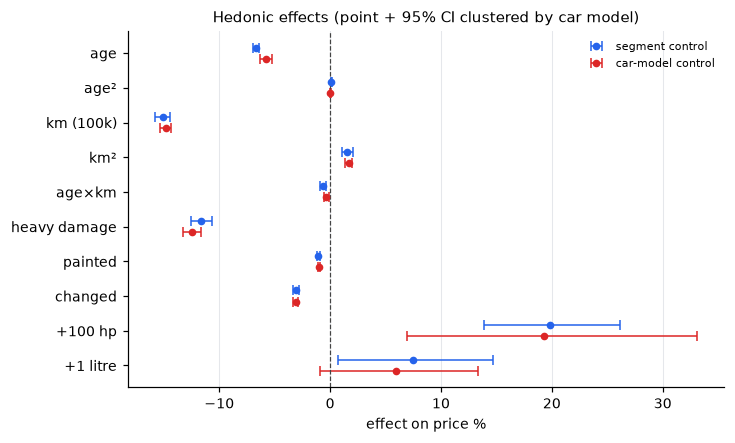 Hedonic effects (point + 95% CI clustered by car model)
segment control
car-model control
age
age²
km (100k)
km²
age×km
heavy damage
painted
changed
+100 hp
+1 litre
−10 0 10 20 30
effect on price %